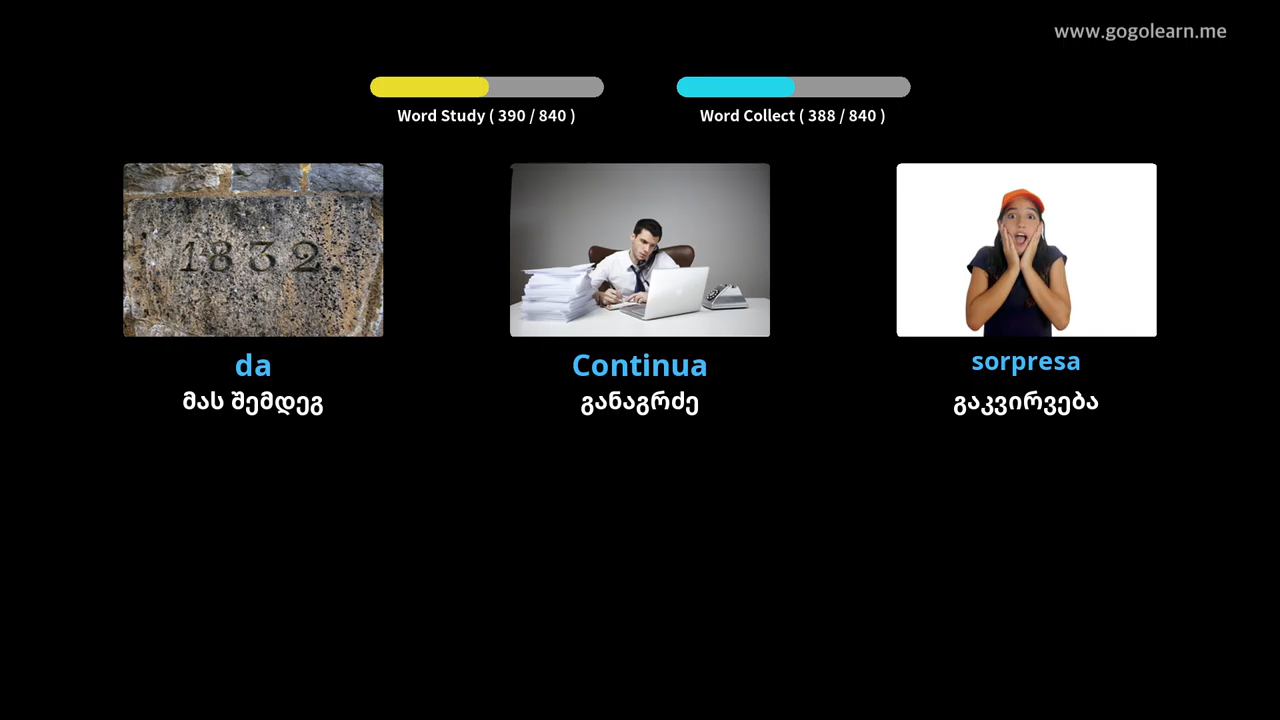 www.gogolearn.me
Word Study ( 390 / 840 )
Word Collect ( 388 / 840 )
1832.
da
Continua
sorpresa
მას შემდეგ
განაგრძე
გაკვირვება